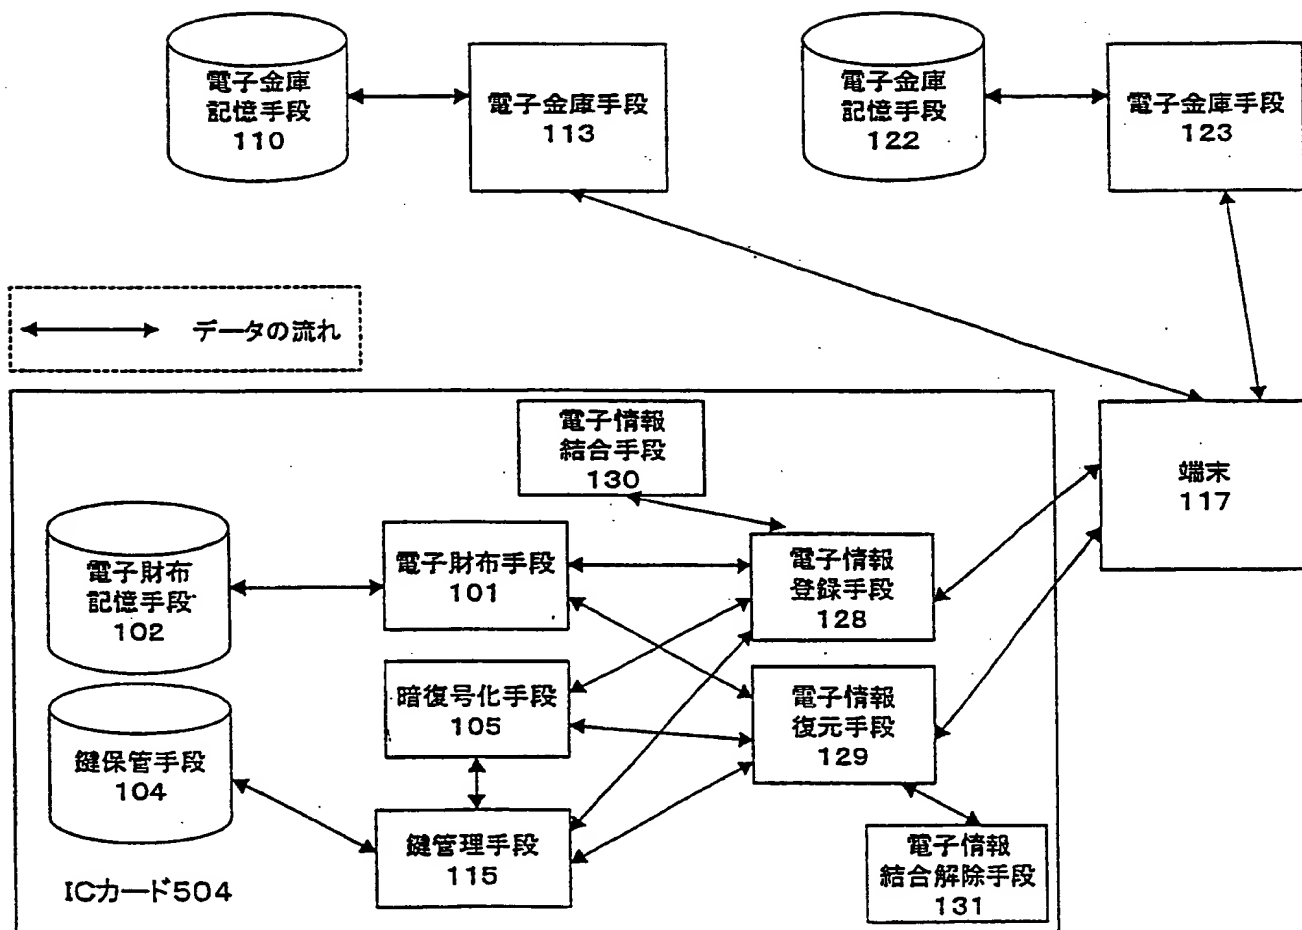 電子金庫
記憶手段
110
電子金庫手段
113
電子金庫
記憶手段
122
電子金庫手段
123
データの流れ
電子情報
結合手段
130
端末
117
電子財布
記憶手段
102
電子財布手段
101
電子情報
登録手段
128
暗復号化手段
105
電子情報
復元手段
129
鍵保管手段
104
鍵管理手段
115
電子情報
結合解除手段
131
ICカード504